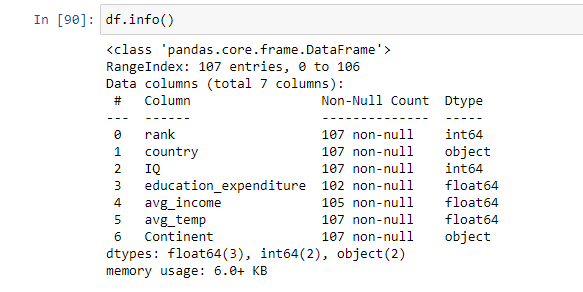 In [90]: df.info()
<class 'pandas.core.frame.DataFrame'>
RangeIndex: 107 entries, 0 to 106
Data columns (total 7 columns):
 #   Column                 Non-Null Count  Dtype
---  ------                 --------------  -----
 0   rank                   107 non-null    int64
 1   country                107 non-null    object
 2   IQ                     107 non-null    int64
 3   education_expenditure  102 non-null    float64
 4   avg_income             105 non-null    float64
 5   avg_temp               107 non-null    float64
 6   Continent              107 non-null    object
dtypes: float64(3), int64(2), object(2)
memory usage: 6.0+ KB